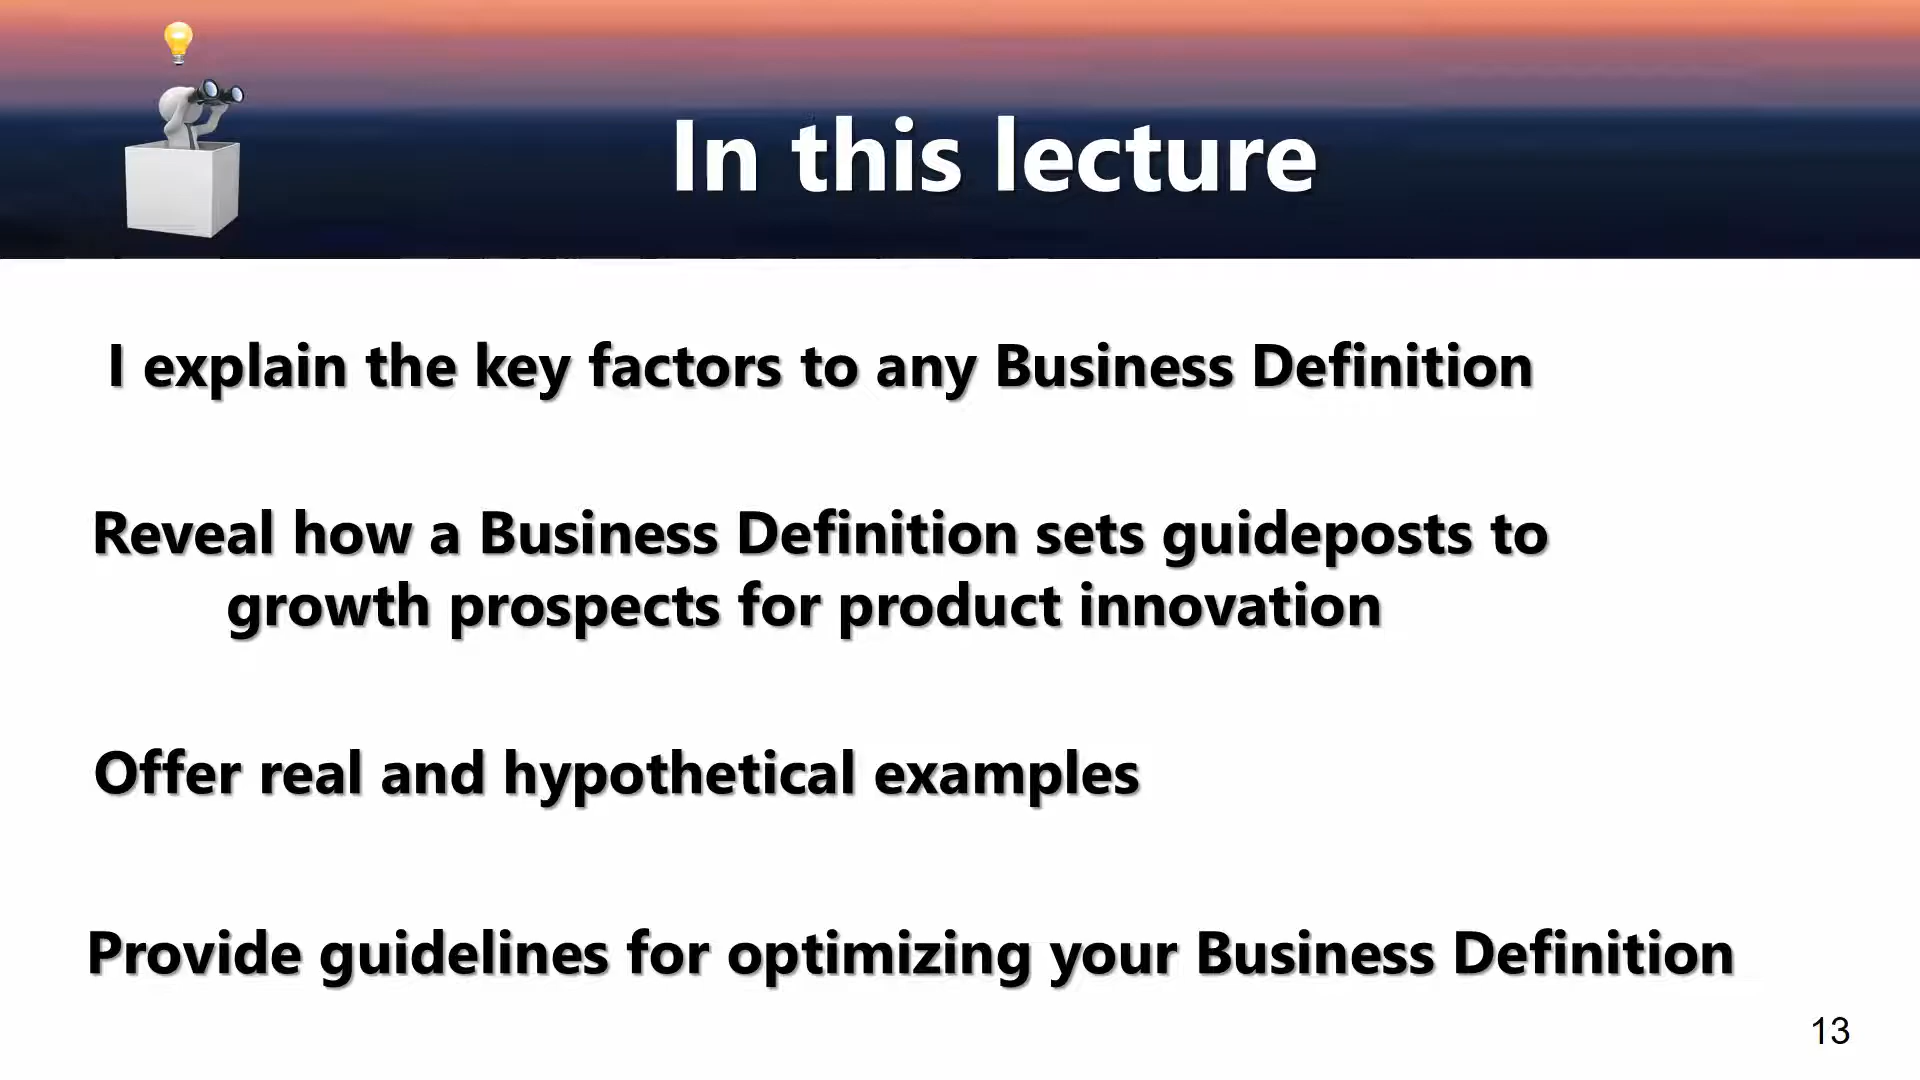 In this lecture
I explain the key factors to any Business Definition
Reveal how a Business Definition sets guideposts to
growth prospects for product innovation
Offer real and hypothetical examples
Provide guidelines for optimizing your Business Definition
13